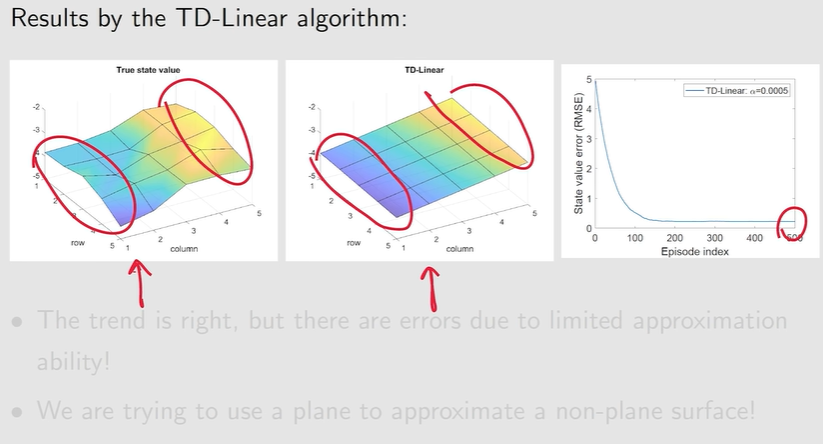 Results by the TD-Linear algorithm:
True state value
-2
-3
-4
-5
1
2
3
4
5
row
1
2
3
4
5
column
TD-Linear
-2
-3
-4
-5
1
2
3
4
5
row
1
2
3
4
5
column
5
4
3
2
1
0
State value error (RMSE)
TD-Linear: α=0.0005
0 100 200 300 400 500
Episode index
• The trend is right, but there are errors due to limited approximation
ability!
• We are trying to use a plane to approximate a non-plane surface!